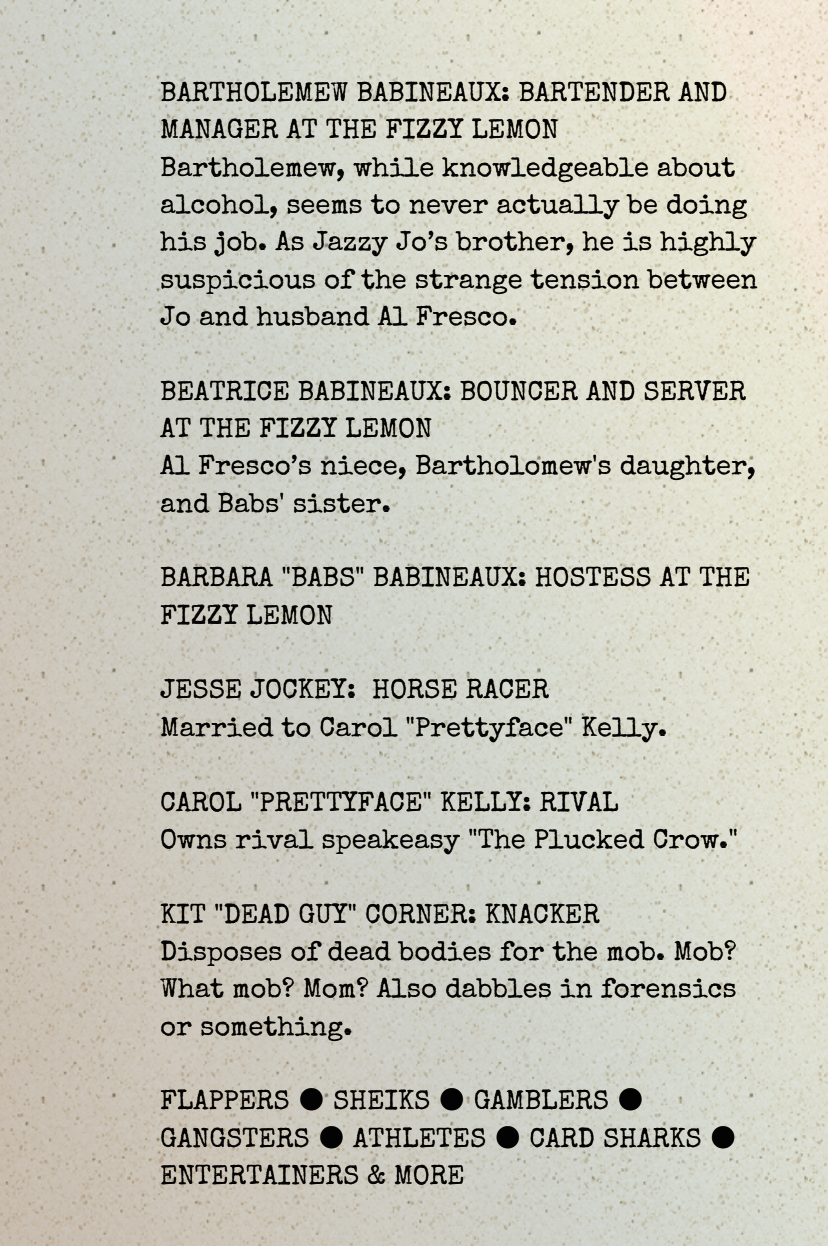 BARTHOLEMEW BABINEAUX: BARTENDER AND
MANAGER AT THE FIZZY LEMON
Bartholemew, while knowledgeable about
alcohol, seems to never actually be doing
his job. As Jazzy Jo’s brother, he is highly
suspicious of the strange tension between
Jo and husband Al Fresco.
BEATRICE BABINEAUX: BOUNCER AND SERVER
AT THE FIZZY LEMON
Al Fresco’s niece, Bartholomew's daughter,
and Babs' sister.
BARBARA "BABS" BABINEAUX: HOSTESS AT THE
FIZZY LEMON
JESSE JOCKEY:  HORSE RACER
Married to Carol "Prettyface" Kelly.
CAROL "PRETTYFACE" KELLY: RIVAL
Owns rival speakeasy "The Plucked Crow."
KIT "DEAD GUY" CORNER: KNACKER
Disposes of dead bodies for the mob. Mob?
What mob? Mom? Also dabbles in forensics
or something.
FLAPPERS ● SHEIKS ● GAMBLERS ●
GANGSTERS ● ATHLETES ● CARD SHARKS ●
ENTERTAINERS & MORE